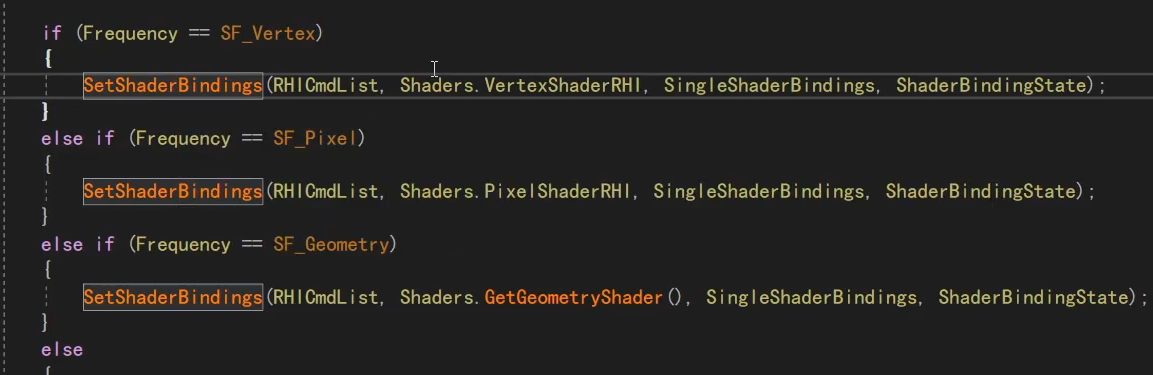 if (Frequency == SF_Vertex)
{
SetShaderBindings(RHICmdList, Shaders.VertexShaderRHI, SingleShaderBindings, ShaderBindingState);
}
else if (Frequency == SF_Pixel)
{
SetShaderBindings(RHICmdList, Shaders.PixelShaderRHI, SingleShaderBindings, ShaderBindingState);
}
else if (Frequency == SF_Geometry)
{
SetShaderBindings(RHICmdList, Shaders.GetGeometryShader(), SingleShaderBindings, ShaderBindingState);
}
else
{